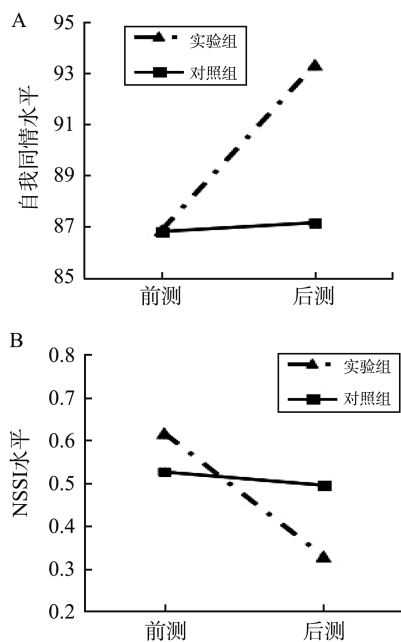 A
实验组
对照组
95
93
91
89
87
85
自我同情水平
前测
后测
B
实验组
对照组
0.8
0.7
0.6
0.5
0.4
0.3
0.2
NSSI水平
前测
后测